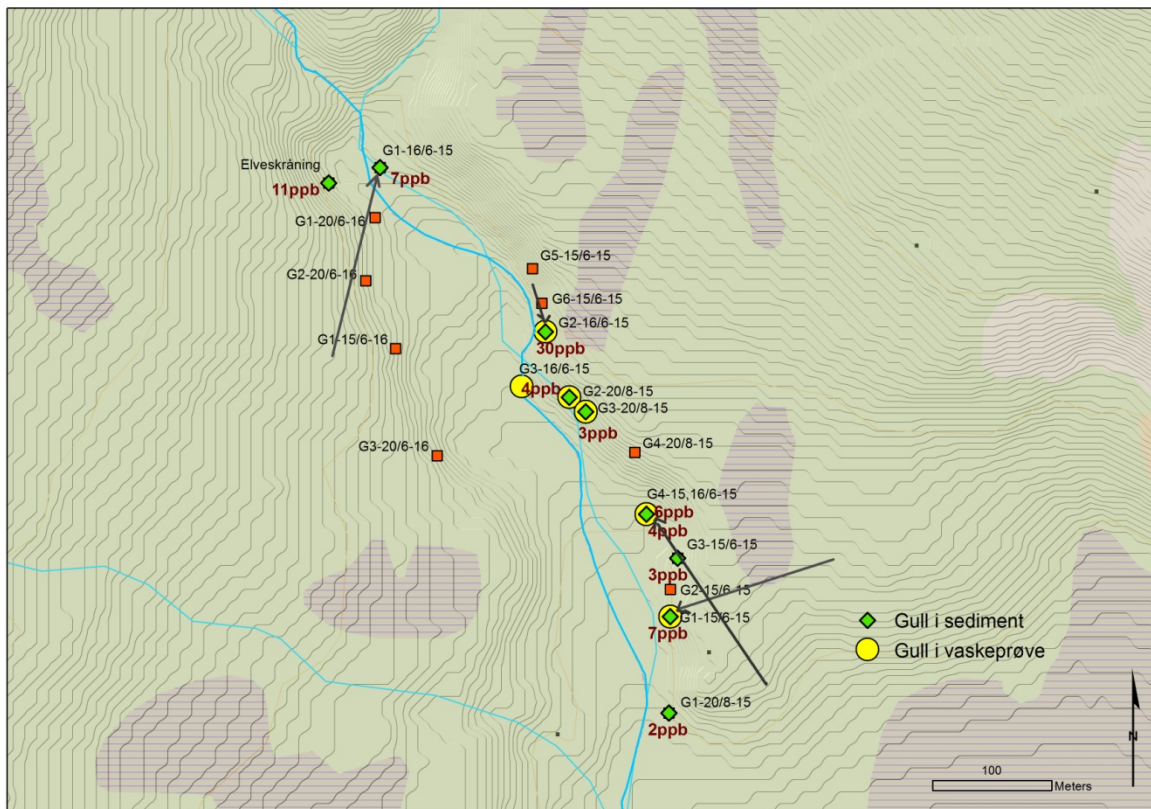 G1-16/6-15
Elveskråning
7ppb
11ppb
G1-20/6-16
G5-15/6-15
G2-20/6-16
G6-15/6-15
G2-16/6-15
G1-15/6-16
30ppb
G3-16/6-15
4ppb
G2-20/8-15
G3-20/8-15
3ppb
G3-20/6-16
G4-20/8-15
G4-15,16/6-15
6ppb
4ppb
G3-15/6-15
3ppb
G2-15/6-15
G1-15/6-15
7ppb
Gull i sediment
Gull i vaskeprøve
G1-20/8-15
2ppb
N
100
Meters